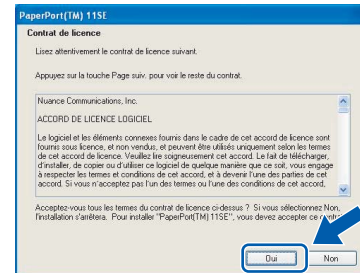 PaperPort(TM) 11SE
Contrat de licence
Lisez attentivement le contrat de licence suivant.
Appuyez sur la touche Page suiv. pour voir le reste du contrat.
Nuance Communications, Inc.
ACCORD DE LICENCE LOGICIEL
Le logiciel et les éléments connexes fournis dans le cadre de cet accord de licence sont
fournis sous licence, et non vendus, et peuvent être utilisés uniquement selon les termes
de cet accord de licence. Veuillez lire soigneusement cet accord. Le fait de télécharger,
d'installer, de copier ou d'utiliser ce logiciel de quelque manière que ce soit, vous engage
à respecter les termes et conditions de cet accord, et à devenir l'une des parties de cet
accord. Si vous n'acceptez pas l'un des termes ou l'une des conditions de cet accord,
Acceptez-vous tous les termes du contrat de licence ci-dessus ? Si vous sélectionnez Non,
l'installation s'arrêtera. Pour installer "PaperPort(TM) 11SE", vous devez accepter ce
Oui
Non